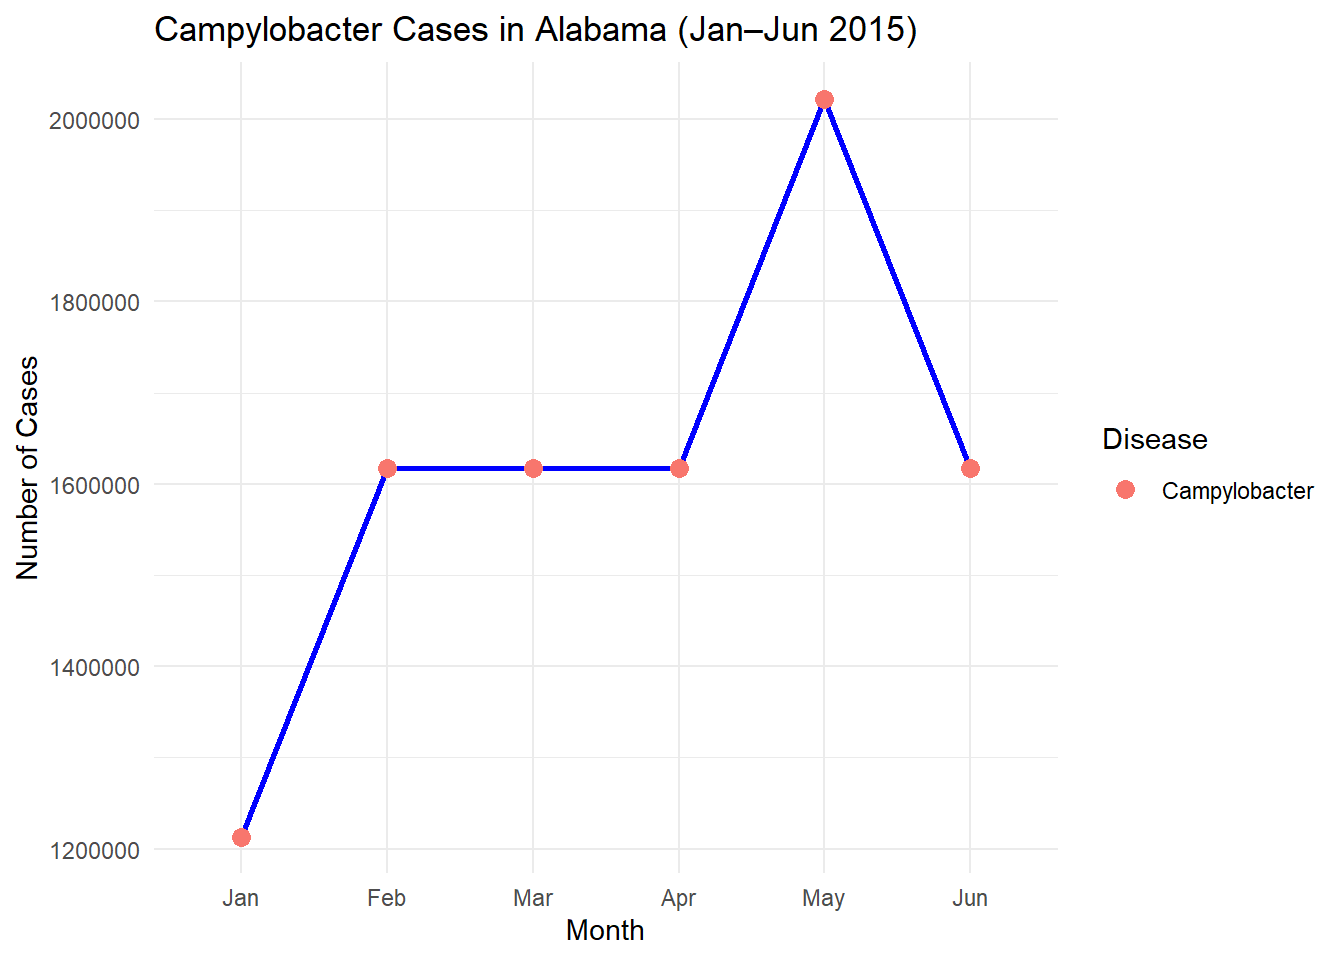 Campylobacter Cases in Alabama (Jan–Jun 2015)
2000000
1800000
1600000
1400000
1200000
Number of Cases
Jan Feb Mar Apr May Jun
Month
Disease
Campylobacter